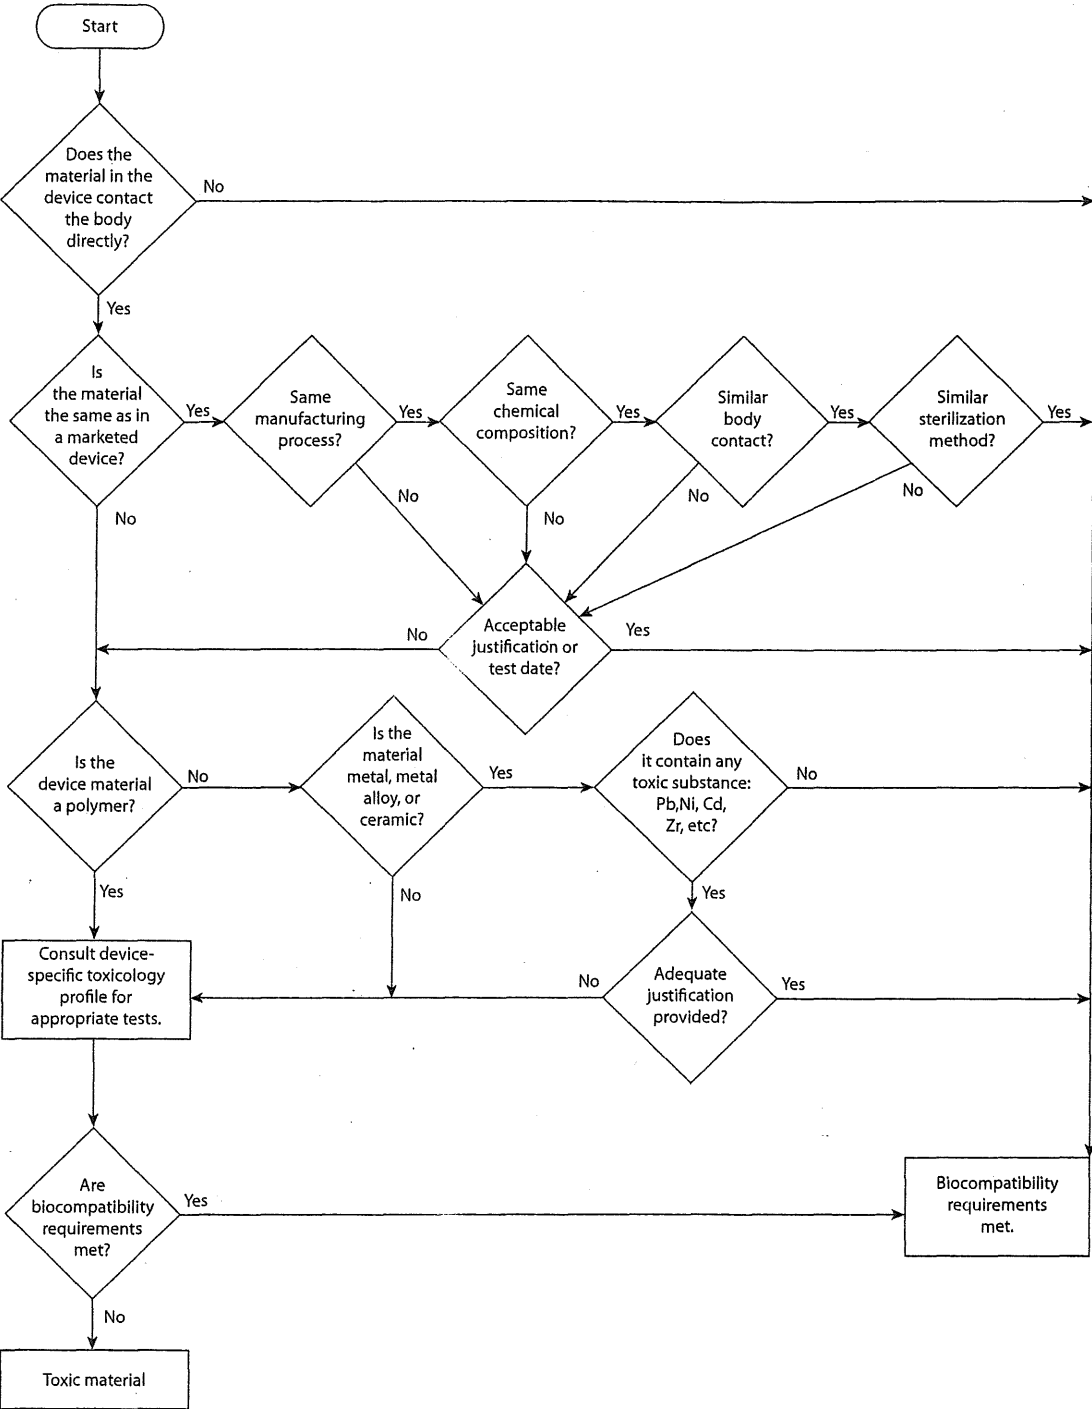 Start
Does the
material in the
device contact
the body
directly?
No
Yes
Is
the material
the same as in
a marketed
device?
Yes
Same
manufacturing
process?
Yes
Same
chemical
composition?
Yes
Similar
body
contact?
Yes
Similar
sterilization
method?
Yes
No
No
No
No
No
Acceptable
justification or
test date?
No
Yes
Is the
device material
a polymer?
No
Is the
material
metal, metal
alloy, or
ceramic?
Yes
Does
it contain any
toxic substance:
Pb,Ni, Cd,
Zr, etc?
No
Yes
No
Yes
Consult device-
specific toxicology
profile for
appropriate tests.
No
Adequate
justification
provided?
Yes
Are
biocompatibility
requirements
met?
Yes
Biocompatibility
requirements
met.
No
Toxic material